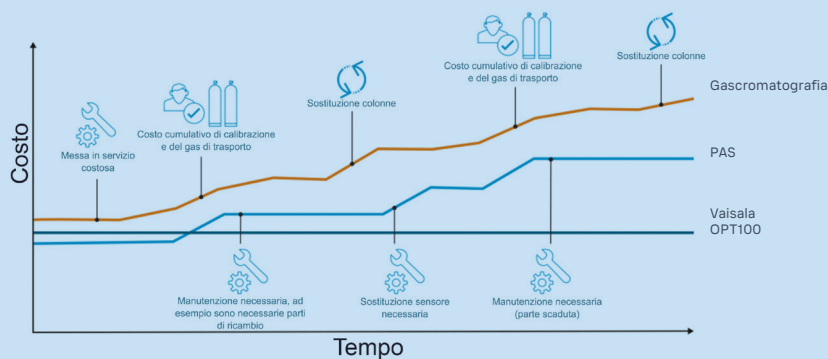 Costo cumulativo di calibrazione
e del gas di trasporto
Sostituzione colonne
Gascromatografia
Sostituzione colonne
Costo cumulativo di calibrazione
e del gas di trasporto
Messa in servizio
costosa
PAS
Vaisala
OPT100
Manutenzione necessaria, ad
esempio sono necessarie parti
di ricambio
Sostituzione sensore
necessaria
Manutenzione necessaria
(parte scaduta)
Costo
Tempo